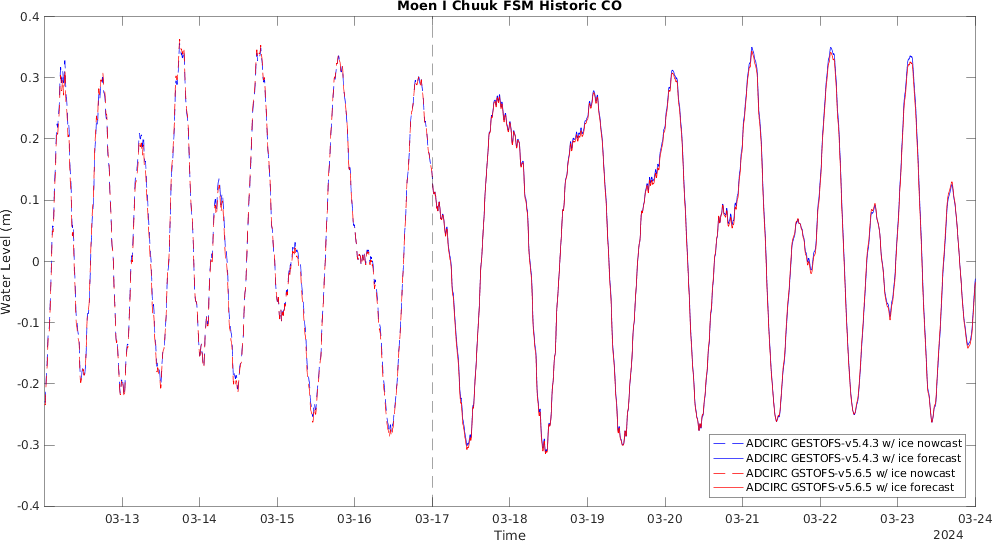 Moen I Chuuk FSM Historic CO
0.4
0.3
0.2
0.1
0
-0.1
-0.2
-0.3
-0.4
Water Level (m)
ADCIRC GESTOFS-v5.4.3 w/ ice nowcast
ADCIRC GESTOFS-v5.4.3 w/ ice forecast
ADCIRC GSTOFS-v5.6.5 w/ ice nowcast
ADCIRC GSTOFS-v5.6.5 w/ ice forecast
03-13 03-14 03-15 03-16 03-17 03-18 03-19 03-20 03-21 03-22 03-23 03-24
Time
2024